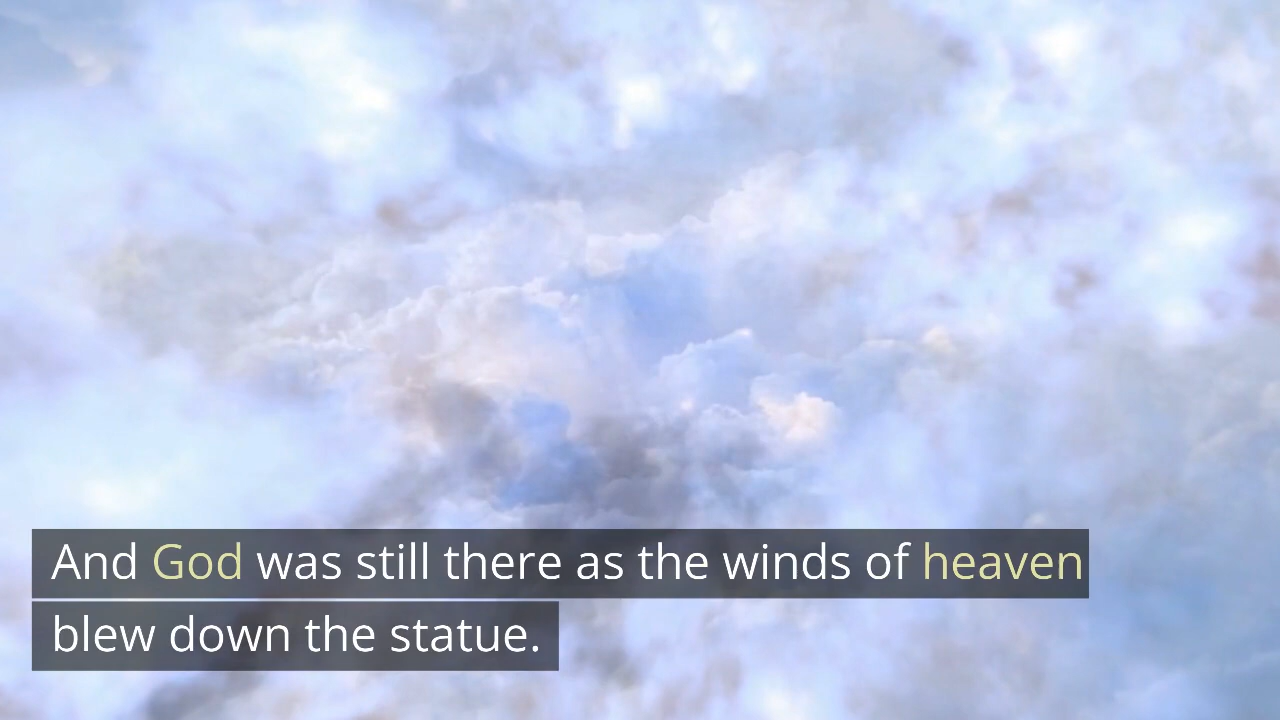 And God was still there as the winds of heaven
blew down the statue.